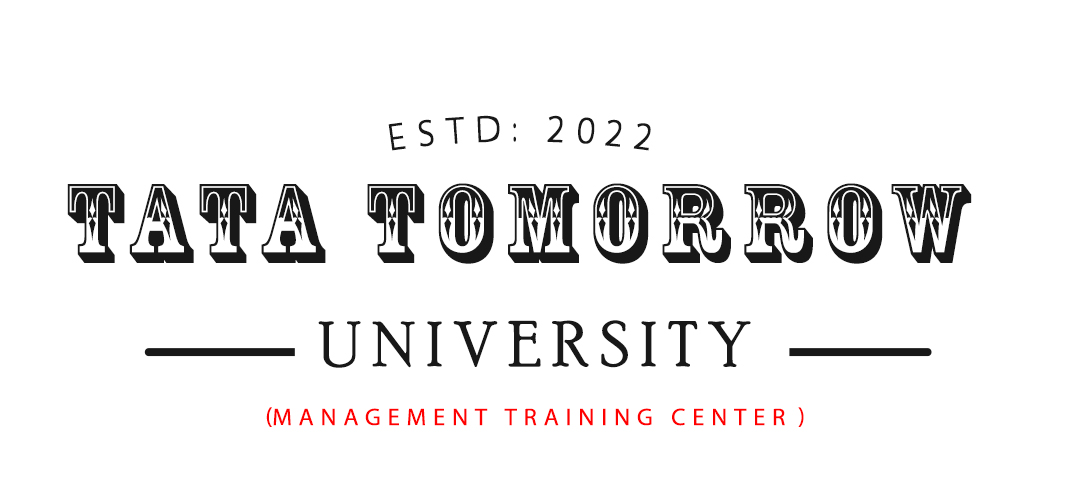 ESTD: 2022
TATA TOMORROW
UNIVERSITY
(MANAGEMENT TRAINING CENTER )